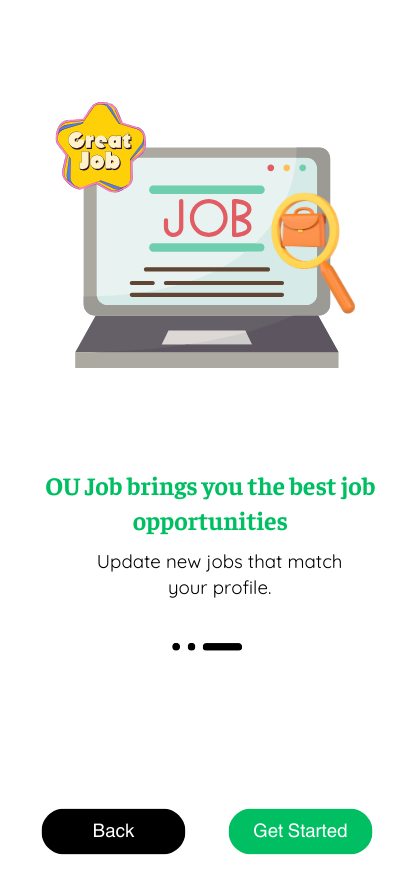 Great
Job
JOB
OU Job brings you the best job
opportunities
Update new jobs that match
your profile.
Back
Get Started